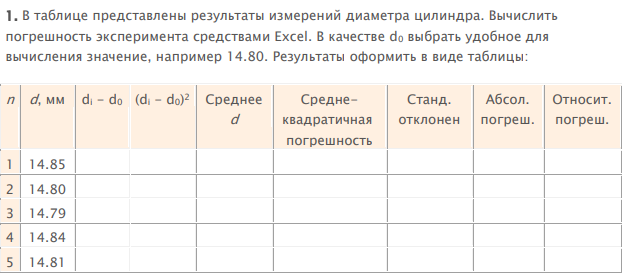 1. В таблице представлены результаты измерений диаметра цилиндра. Вычислить
погрешность эксперимента средствами Excel. В качестве d₀ выбрать удобное для
вычисления значение, например 14.80. Результаты оформить в виде таблицы:
n d, мм dᵢ – d₀ (dᵢ – d₀)² Среднее d Средне-квадратичная погрешность Станд. отклонен Абсол. погреш. Относит. погреш.
1 14.85
2 14.80
3 14.79
4 14.84
5 14.81